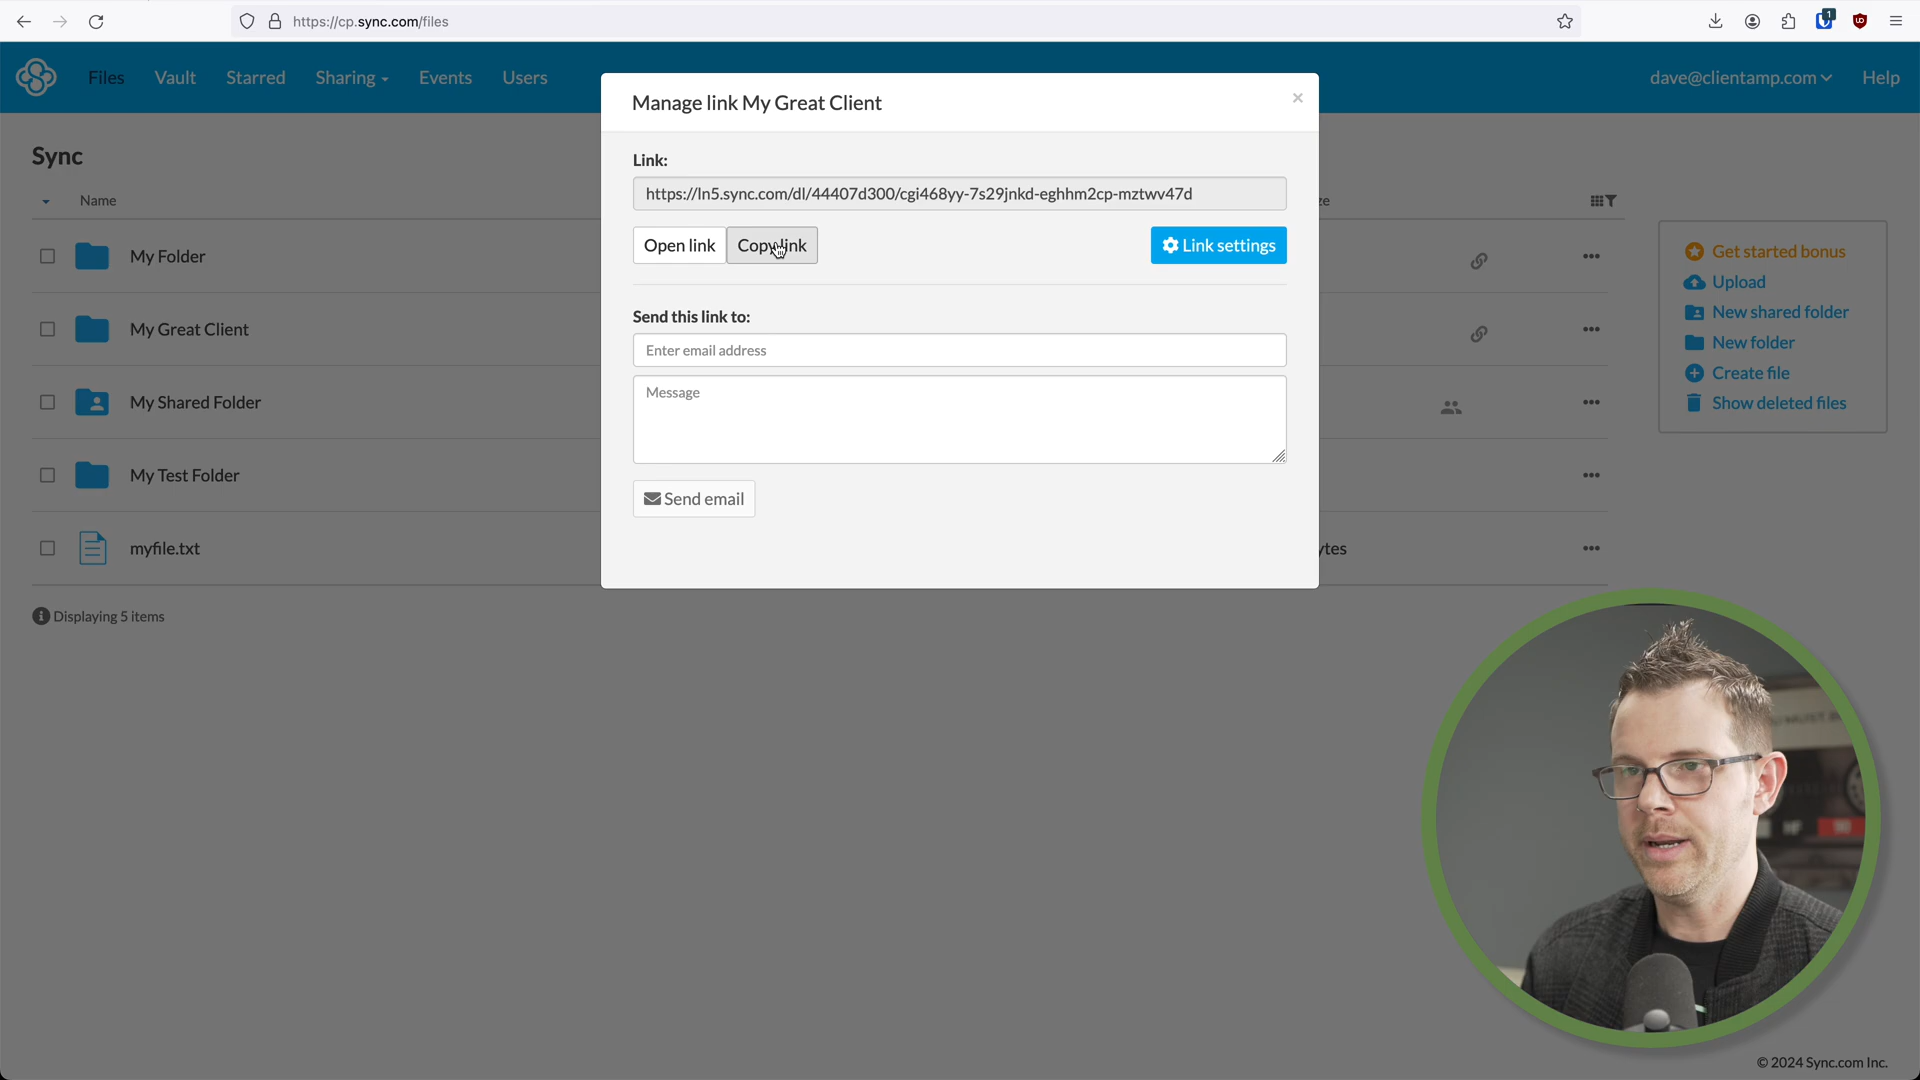 https://cp.sync.com/files
1
Files
Vault
Starred
Sharing
Events
Users
dave@clientamp.com
Help
Manage link My Great Client
×
Sync
Name
Link:
https://ln5.sync.com/dl/44407d300/cgi468yy-7s29jnkd-eghhm2cp-mztwv47d
Open link
Copy link
Link settings
My Folder
My Great Client
My Shared Folder
My Test Folder
myfile.txt
Displaying 5 items
Send this link to:
Enter email address
Message
Send email
Get started bonus
Upload
New shared folder
New folder
Create file
Show deleted files
© 2024 Sync.com Inc.